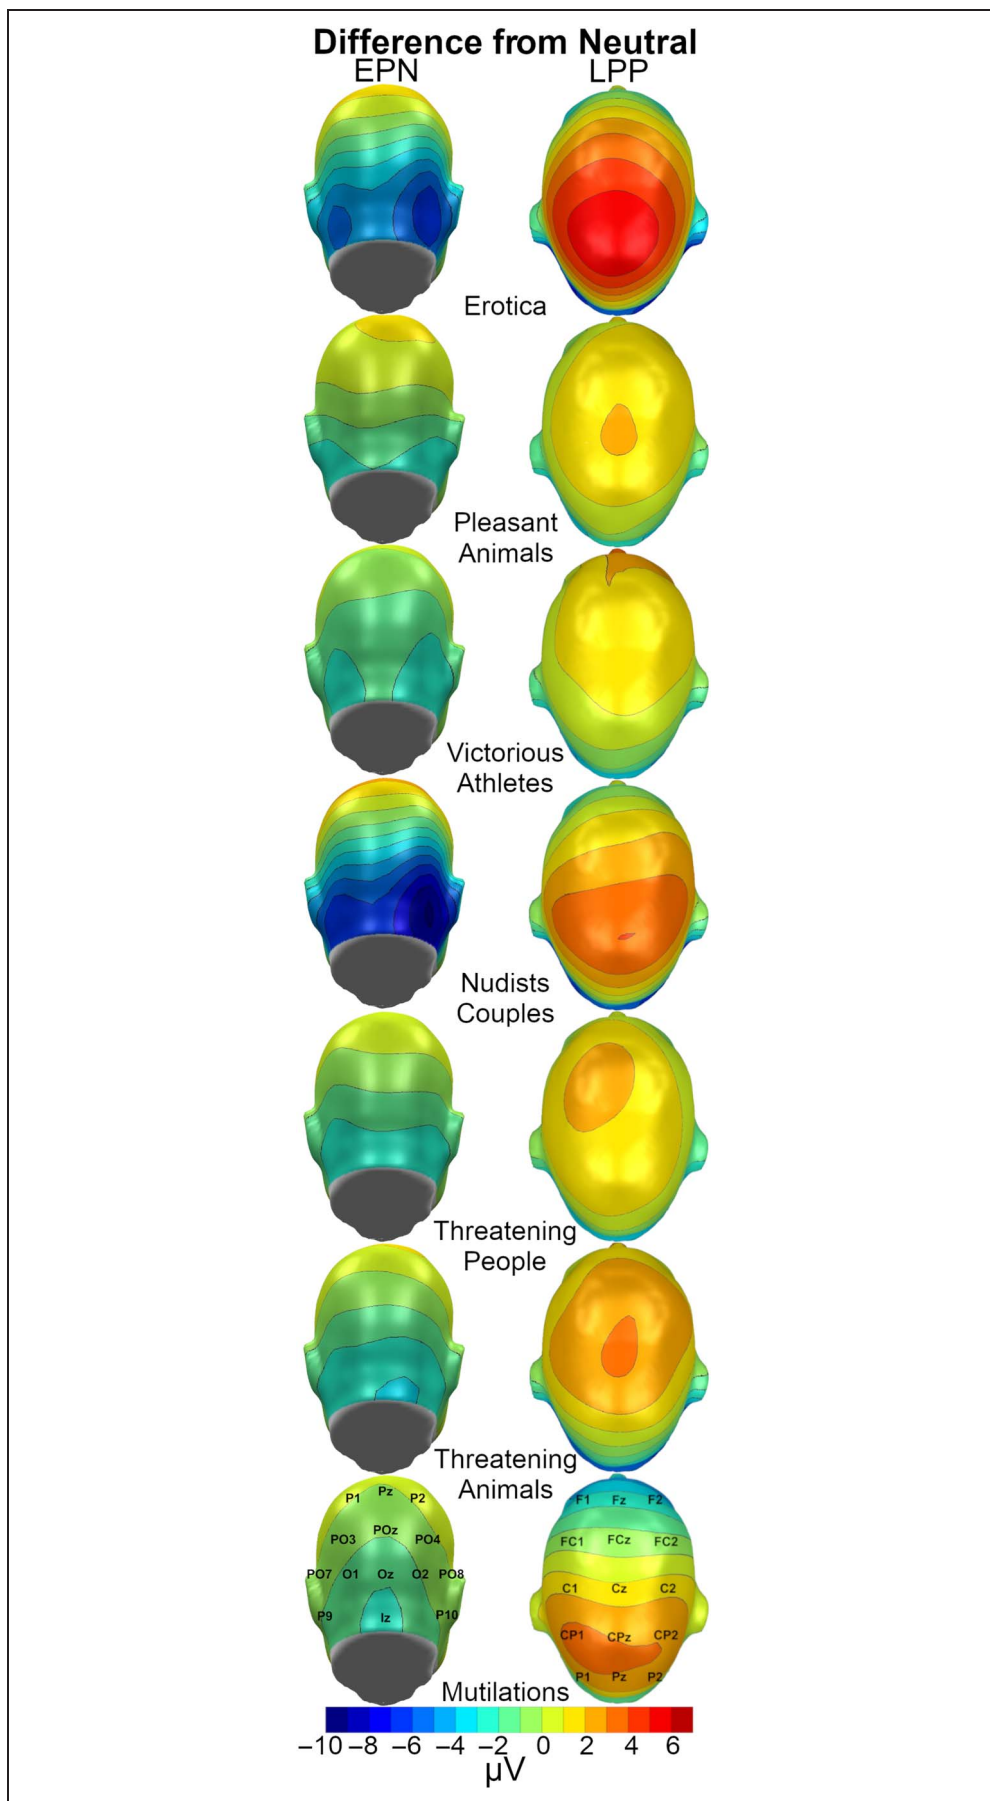 Difference from Neutral
EPN LPP
Erotica
Pleasant
Animals
Victorious
Athletes
Nudists
Couples
Threatening
People
Threatening
Animals
P1 Pz P2
PO3 POz PO4
PO7 O1 Oz O2 PO8
P9 Iz P10
F1 Fz F2
FC1 FCz FC2
C1 Cz C2
CP1 CPz CP2
P1 Pz P2
Mutilations
–10 –8 –6 –4 –2 0 2 4 6
µV